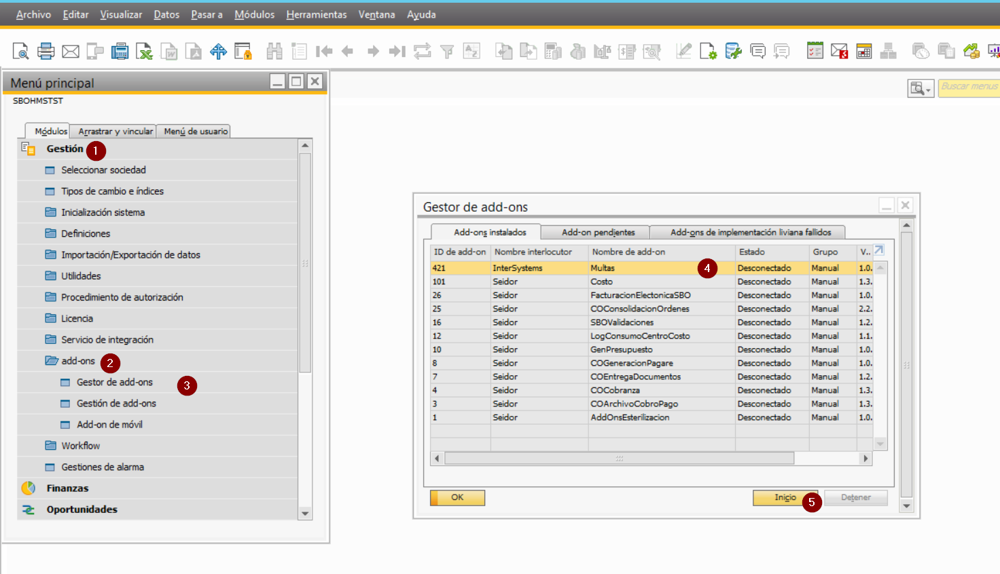 Archivo Editar Visualizar Datos Pasar a Módulos Herramientas Ventana Ayuda
Menú principal
SBOHMSTST
Buscar menus
Módulos Arrastrar y vincular Menú de usuario
Gestión 1
Seleccionar sociedad
Tipos de cambio e índices
Inicialización sistema
Definiciones
Importación/Exportación de datos
Utilidades
Procedimiento de autorización
Licencia
Servicio de integración
add-ons 2
Gestor de add-ons 3
Gestión de add-ons
Add-on de móvil
Workflow
Gestiones de alarma
Finanzas
Oportunidades
Gestor de add-ons
Add-ons instalados Add-on pendientes Add-ons de implementación liviana fallidos
ID de add-on Nombre interlocutor Nombre de add-on Estado Grupo V..
421 InterSystems Multas 4 Desconectado Manual 1.0.
101 Seidor Costo Desconectado Manual 1.3.
26 Seidor FacturacionElectonicaSBO Desconectado Manual 1.0.
25 Seidor COConsolidacionOrdenes Desconectado Manual 2.2.
16 Seidor SBOValidaciones Desconectado Manual 1.2.
12 Seidor LogConsumoCentroCosto Desconectado Manual 1.1.
10 Seidor GenPresupuesto Desconectado Manual 1.0.
8 Seidor COGeneracionPagare Desconectado Manual 1.0.
7 Seidor COEntregaDocumentos Desconectado Manual 1.2.
4 Seidor COCobranza Desconectado Manual 1.3.
3 Seidor COArchivoCobroPago Desconectado Manual 1.3.
1 Seidor AddOnsEsterilizacion Desconectado Manual 1.0.
OK Inicio 5 Detener